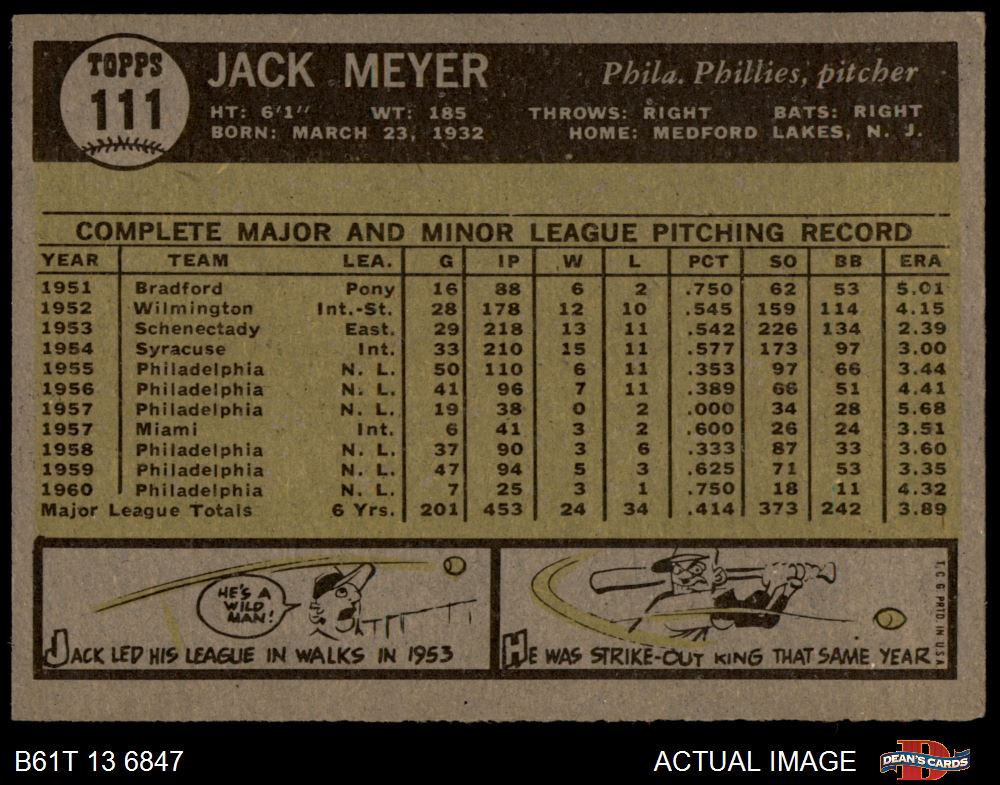 TOPPS
111
JACK MEYER
Phila. Phillies, pitcher
HT: 6'1" WT: 185 THROWS: RIGHT BATS: RIGHT
BORN: MARCH 23, 1932 HOME: MEDFORD LAKES, N. J.
COMPLETE MAJOR AND MINOR LEAGUE PITCHING RECORD
YEAR TEAM LEA. G IP W L PCT SO BB ERA
1951 Bradford Pony 16 88 6 2 .750 62 53 5.01
1952 Wilmington Int.-St. 28 178 12 10 .545 159 114 4.15
1953 Schenectady East. 29 218 13 11 .542 226 134 2.39
1954 Syracuse Int. 33 210 15 11 .577 173 97 3.00
1955 Philadelphia N. L. 50 110 6 11 .353 97 66 3.44
1956 Philadelphia N. L. 41 96 7 11 .389 66 51 4.41
1957 Philadelphia N. L. 19 38 0 2 .000 34 28 5.68
1957 Miami Int. 6 41 3 2 .600 26 24 3.51
1958 Philadelphia N. L. 37 90 3 6 .333 87 33 3.60
1959 Philadelphia N. L. 47 94 5 3 .625 71 53 3.35
1960 Philadelphia N. L. 7 25 3 1 .750 18 11 4.32
Major League Totals 6 Yrs. 201 453 24 34 .414 373 242 3.89
HE'S A
WILD
MAN!
JACK LED HIS LEAGUE IN WALKS IN 1953
HE WAS STRIKE-OUT KING THAT SAME YEAR
T.C.G. PRTD. IN U.S.A.
B61T 13 6847
ACTUAL IMAGE
D
DEAN'S CARDS